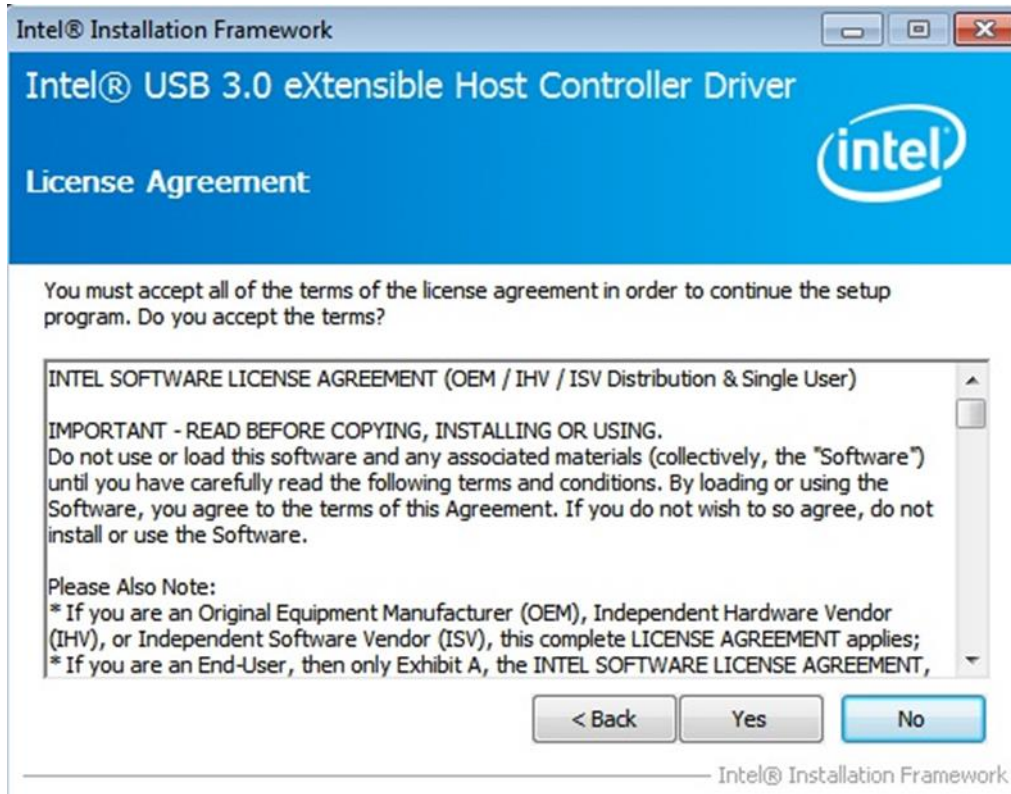 Intel® Installation Framework
Intel® USB 3.0 eXtensible Host Controller Driver
intel
License Agreement
You must accept all of the terms of the license agreement in order to continue the setup
program. Do you accept the terms?
INTEL SOFTWARE LICENSE AGREEMENT (OEM / IHV / ISV Distribution & Single User)
IMPORTANT - READ BEFORE COPYING, INSTALLING OR USING.
Do not use or load this software and any associated materials (collectively, the "Software")
until you have carefully read the following terms and conditions. By loading or using the
Software, you agree to the terms of this Agreement. If you do not wish to so agree, do not
install or use the Software.
Please Also Note:
* If you are an Original Equipment Manufacturer (OEM), Independent Hardware Vendor
(IHV), or Independent Software Vendor (ISV), this complete LICENSE AGREEMENT applies;
* If you are an End-User, then only Exhibit A, the INTEL SOFTWARE LICENSE AGREEMENT,
< Back Yes No
Intel® Installation Framework